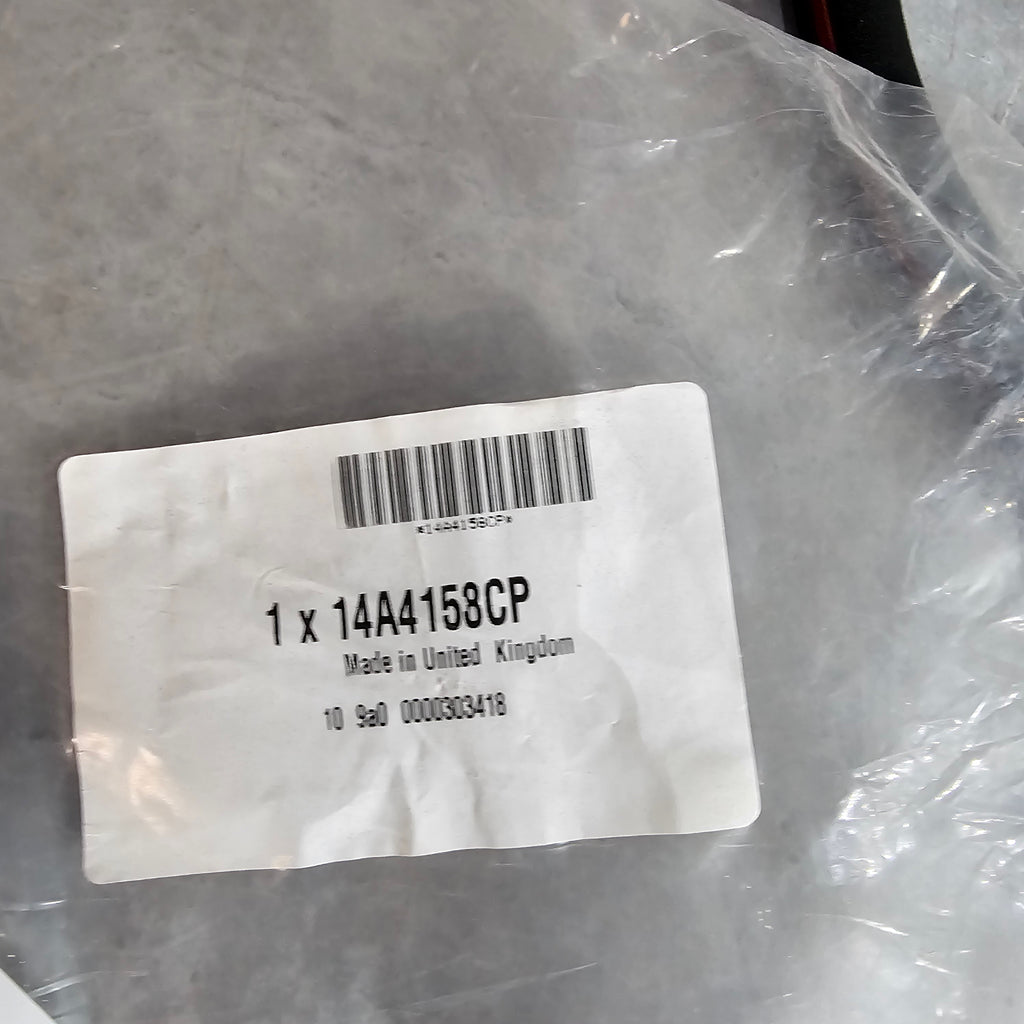 *14A4158CP*
1 x 14A4158CP
Made in United Kingdom
10 9a0 0000303418